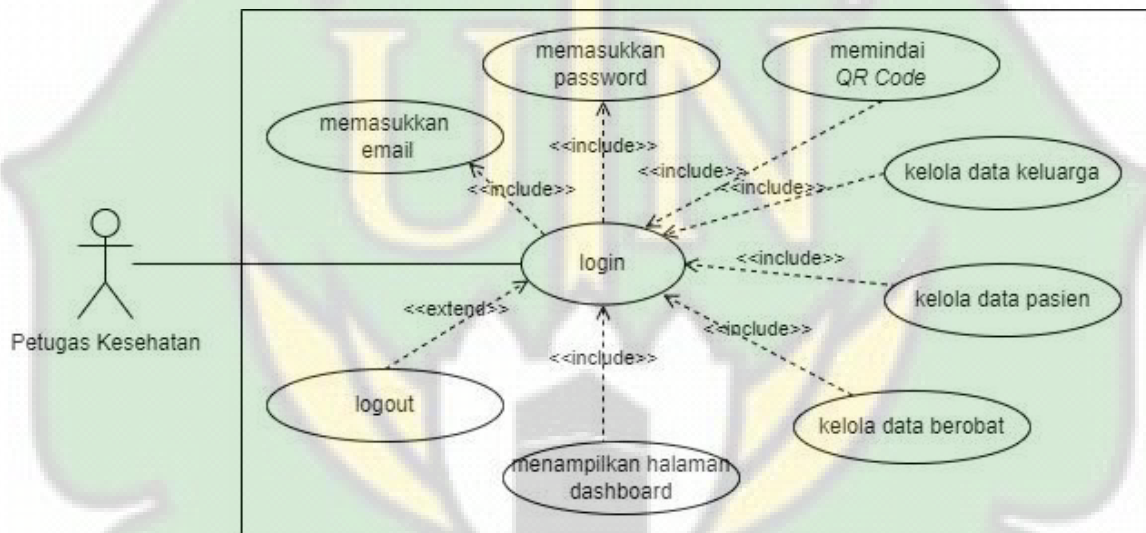 memasukkan
password
memindai
QR Code
memasukkan
email
<<include>>
<<include>>
<<include>>
<<include>>
kelola data keluarga
login
<<include>>
kelola data pasien
<<extend>>
<<include>>
<<include>>
Petugas Kesehatan
logout
kelola data berobat
menampilkan halaman
dashboard
UIN